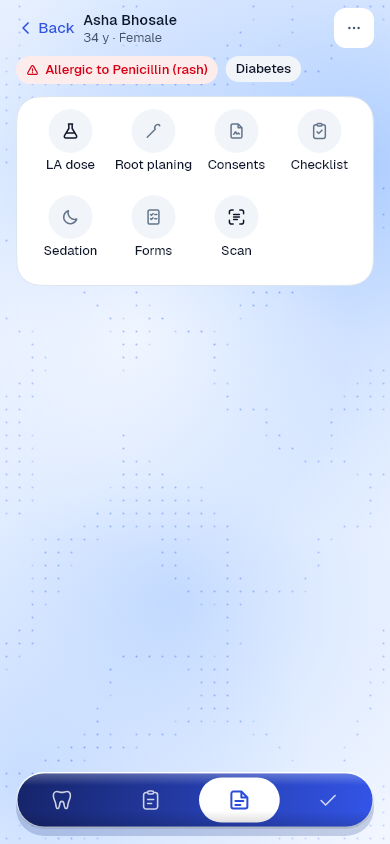 Back
Asha Bhosale
34 y · Female
Allergic to Penicillin (rash)
Diabetes
LA dose
Root planing
Consents
Checklist
Sedation
Forms
Scan